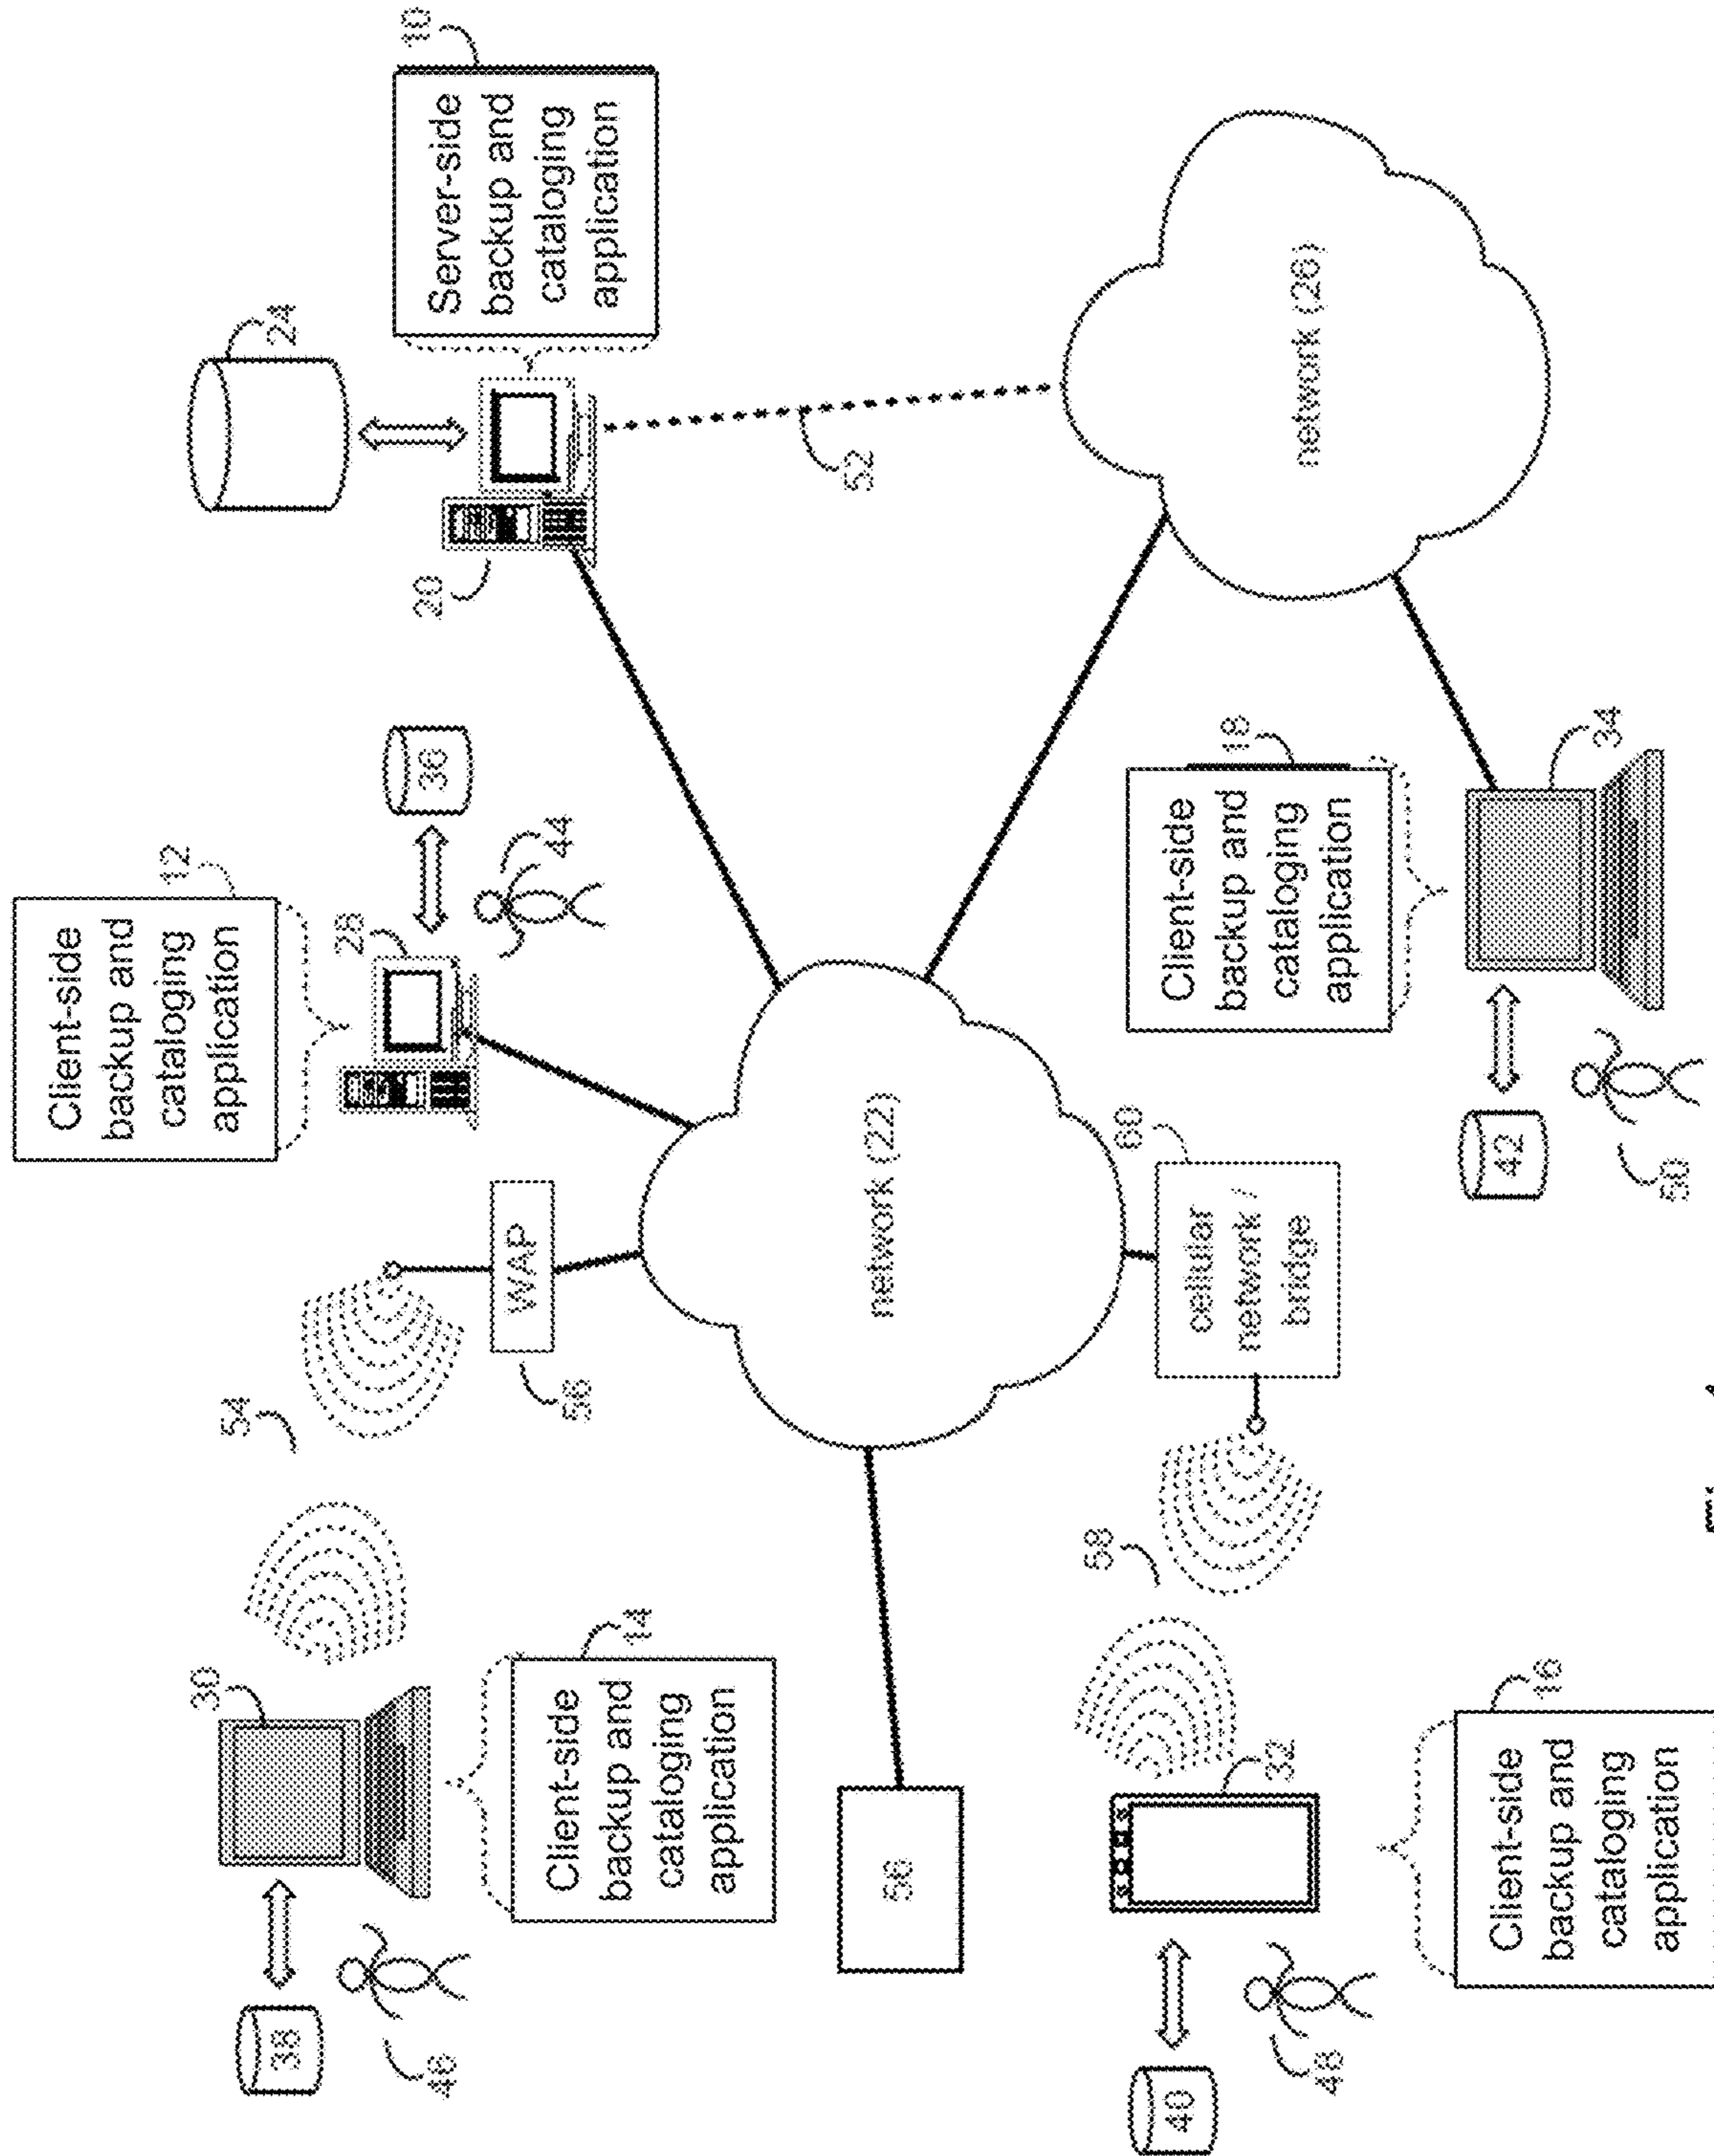 Client-side
backup and
cataloging
application
12
28
36
44
24
Server-side
backup and
cataloging
application
10
20
52
54
WAP
56
30
38
46
Client-side
backup and
cataloging
application
14
network (22)
network (26)
58
cellular
network /
bridge
60
56
58
32
40
48
Client-side
backup and
cataloging
application
16
Client-side
backup and
cataloging
application
18
34
42
50